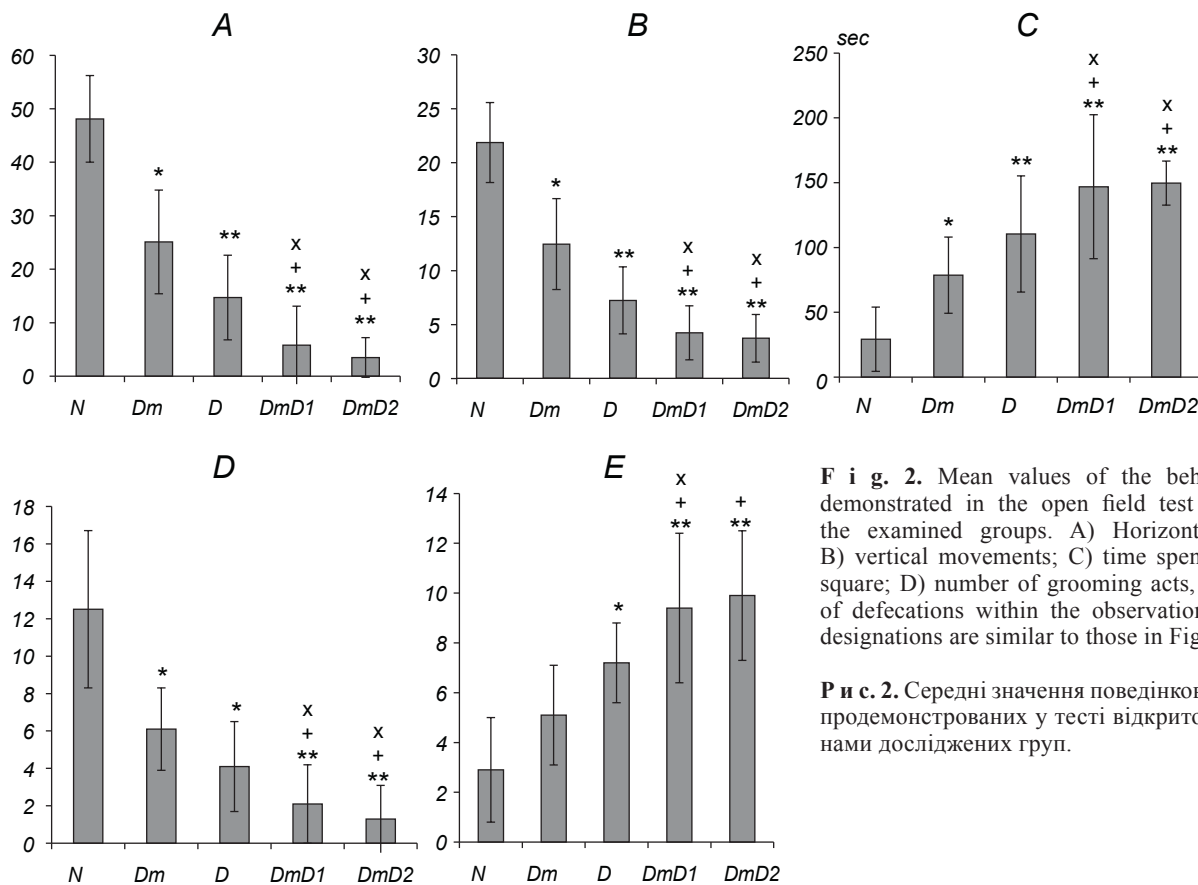 A
60
50
40
30
20
10
0
*
**
x
+
**
x
+
**
N Dm D DmD1 DmD2
B
30
25
20
15
10
5
0
*
**
x
+
**
x
+
**
N Dm D DmD1 DmD2
C
sec
250
200
150
200
50
0
*
**
x
+
**
x
+
**
N Dm D DmD1 DmD2
D
18
16
14
12
10
8
6
4
2
0
*
*
x
+
**
x
+
**
N Dm D DmD1 DmD2
E
14
12
10
8
6
4
2
0
*
x
+
**
+
**
N Dm D DmD1 DmD2
F i g. 2. Mean values of the beh
demonstrated in the open field test
the examined groups. A) Horizont
B) vertical movements; C) time spen
square; D) number of grooming acts,
of defecations within the observation
designations are similar to those in Fig
Р и с. 2. Середні значення поведінков
продемонстрованих у тесті відкрито
нами досліджених груп.